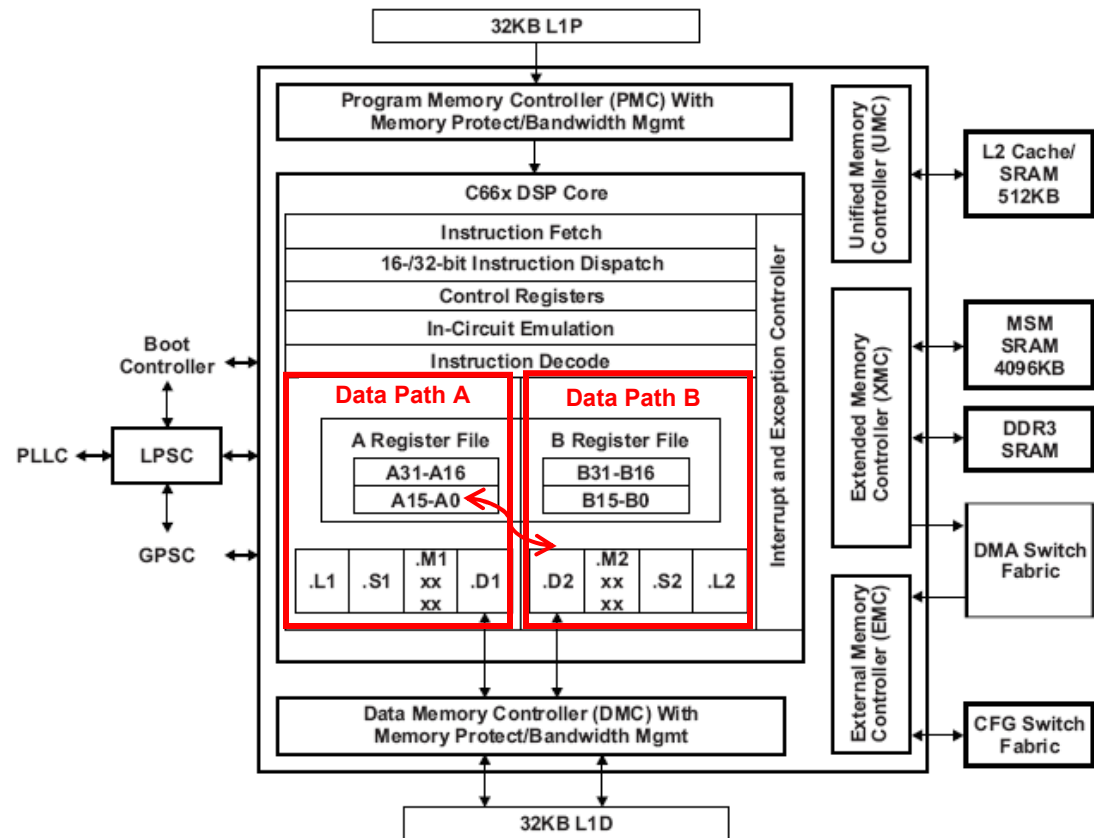 32KB L1P
Program Memory Controller (PMC) With
Memory Protect/Bandwidth Mgmt
C66x DSP Core
Instruction Fetch
16-/32-bit Instruction Dispatch
Control Registers
In-Circuit Emulation
Instruction Decode
Data Path A
Data Path B
A Register File
A31-A16
A15-A0
B Register File
B31-B16
B15-B0
.L1
.S1
.M1
xx
xx
.D1
.D2
.M2
xx
xx
.S2
.L2
Interrupt and Exception Controller
Data Memory Controller (DMC) With
Memory Protect/Bandwidth Mgmt
32KB L1D
Boot
Controller
PLLC
LPSC
GPSC
Unified Memory
Controller (UMC)
Extended Memory
Controller (XMC)
External Memory
Controller (EMC)
L2 Cache/
SRAM
512KB
MSM
SRAM
4096KB
DDR3
SRAM
DMA Switch
Fabric
CFG Switch
Fabric